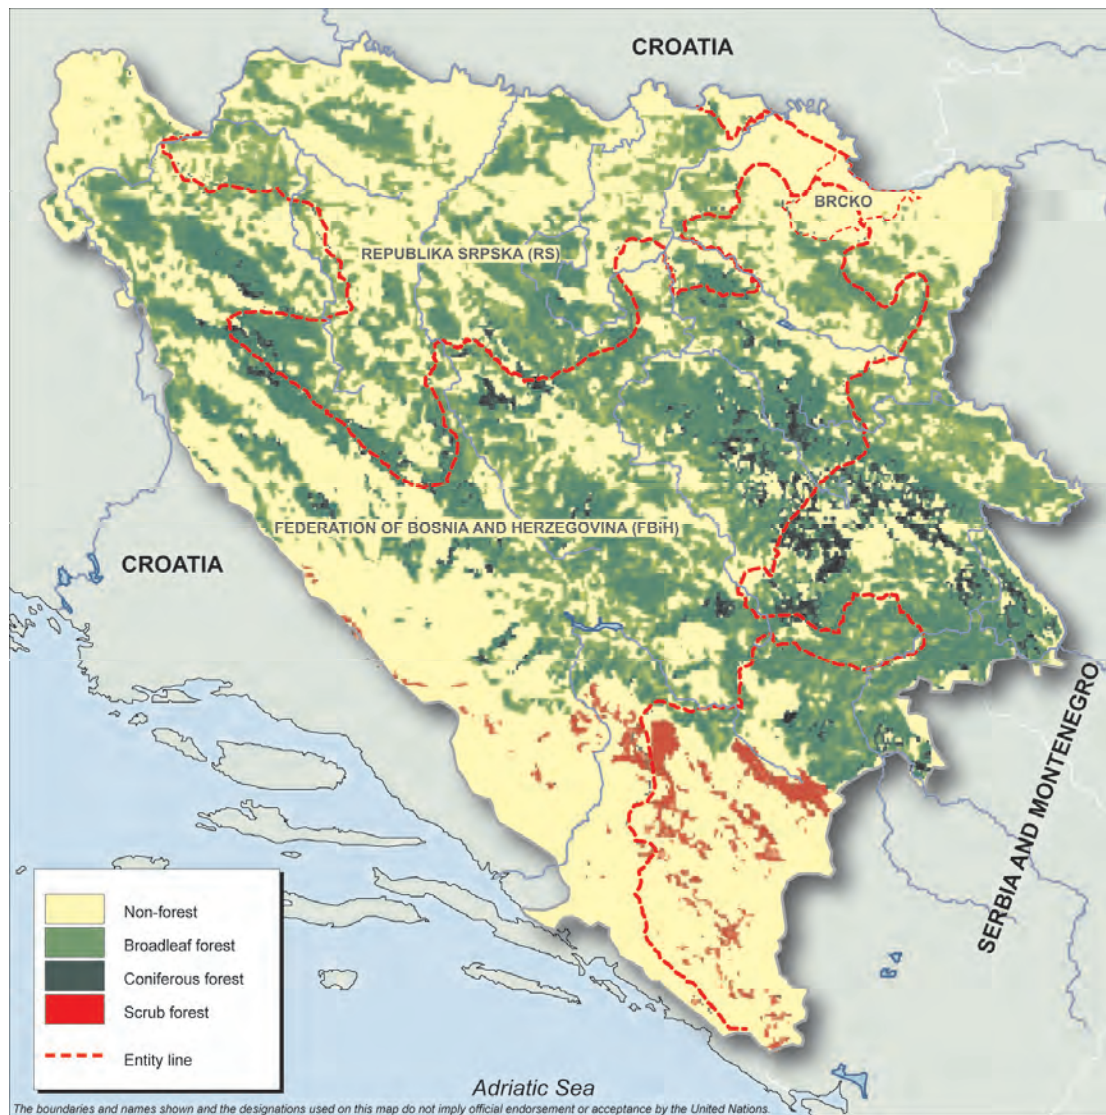 CROATIA
BRCKO
REPUBLIKA SRPSKA (RS)
FEDERATION OF BOSNIA AND HERZEGOVINA (FBiH)
CROATIA
SERBIA AND MONTENEGRO
Non-forest
Broadleaf forest
Coniferous forest
Scrub forest
Entity line
Adriatic Sea
The boundaries and names shown and the designations used on this map do not imply official endorsement or acceptance by the United Nations.